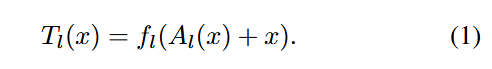 T_l(x) = f_l(A_l(x) + x). (1)